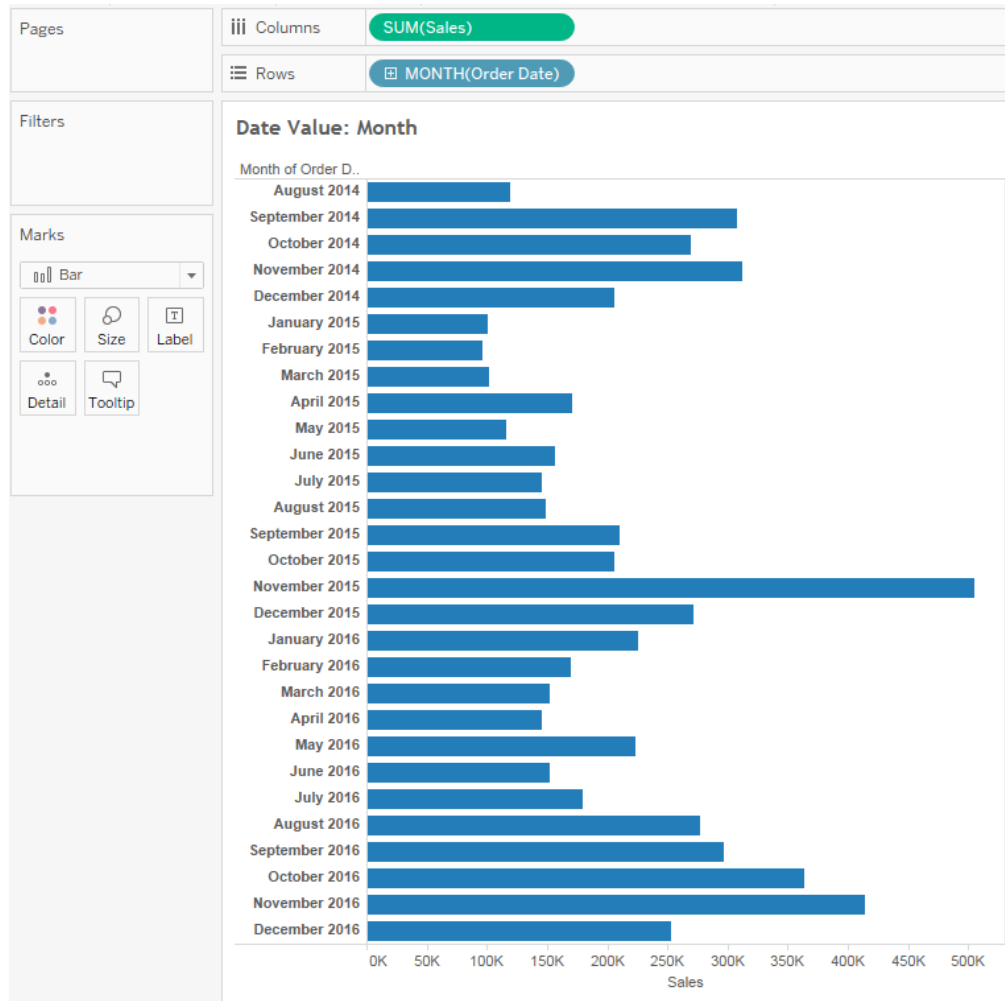 Pages
Columns
SUM(Sales)
Rows
MONTH(Order Date)
Filters
Marks
Bar
Color
Size
T
Label
Detail
Tooltip
Date Value: Month
Month of Order D..
August 2014
September 2014
October 2014
November 2014
December 2014
January 2015
February 2015
March 2015
April 2015
May 2015
June 2015
July 2015
August 2015
September 2015
October 2015
November 2015
December 2015
January 2016
February 2016
March 2016
April 2016
May 2016
June 2016
July 2016
August 2016
September 2016
October 2016
November 2016
December 2016
0K 50K 100K 150K 200K 250K 300K 350K 400K 450K 500K
Sales